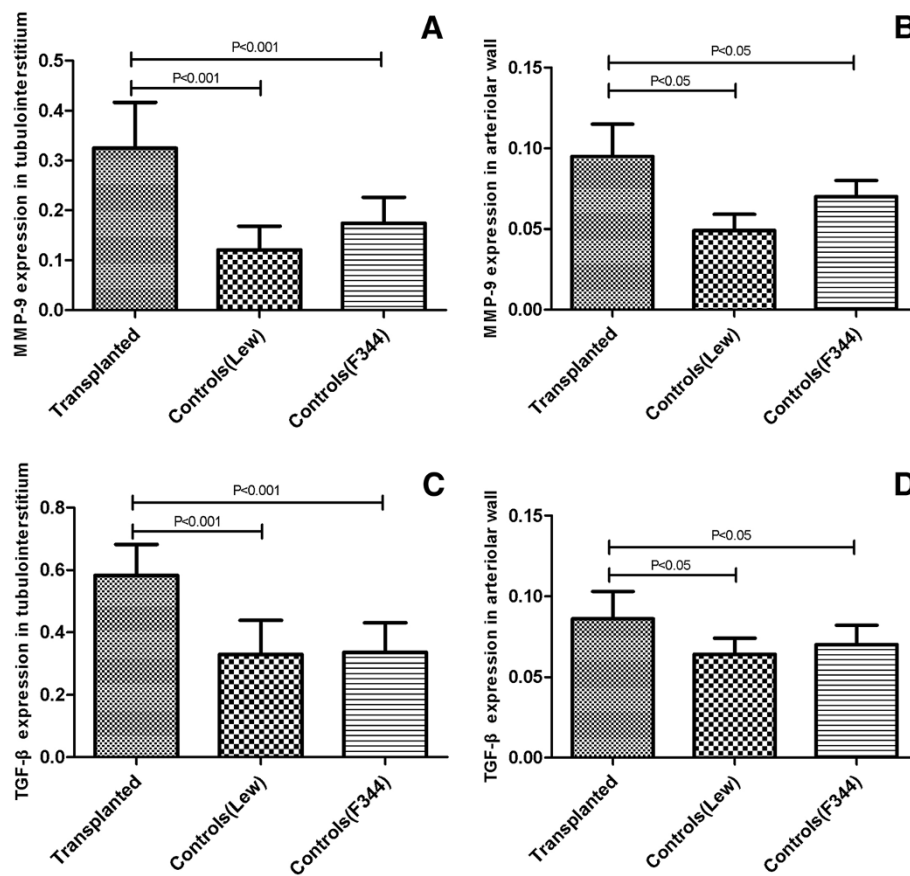 A
MMP-9 expression in tubulointerstitium
0.5
0.4
0.3
0.2
0.1
0.0
P<0.001
P<0.001
Transplanted
Controls(Lew)
Controls(F344)
B
MMP-9 expression in arteriolar wall
0.15
0.10
0.05
0.00
P<0.05
P<0.05
Transplanted
Controls(Lew)
Controls(F344)
C
TGF-β expression in tubulointerstitium
0.8
0.6
0.4
0.2
0.0
P<0.001
P<0.001
Transplanted
Controls(Lew)
Controls(F344)
D
TGF-β expression in arteriolar wall
0.15
0.10
0.05
0.00
P<0.05
P<0.05
Transplanted
Controls(Lew)
Controls(F344)